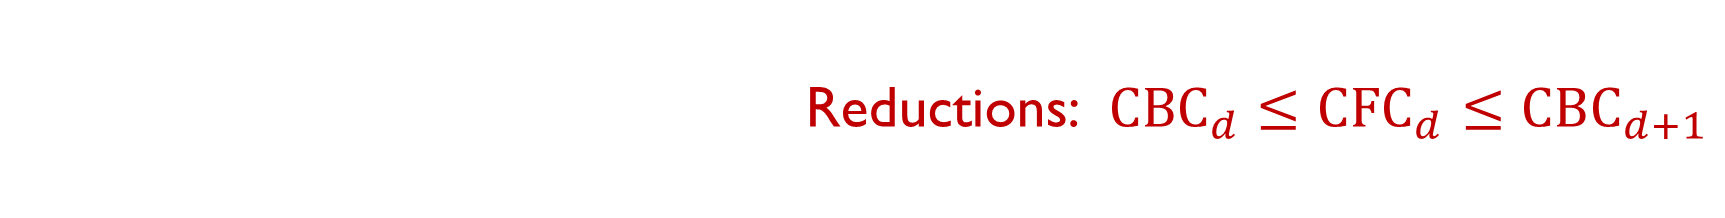 Reductions: CBC_d ≤ CFC_d ≤ CBC_{d+1}